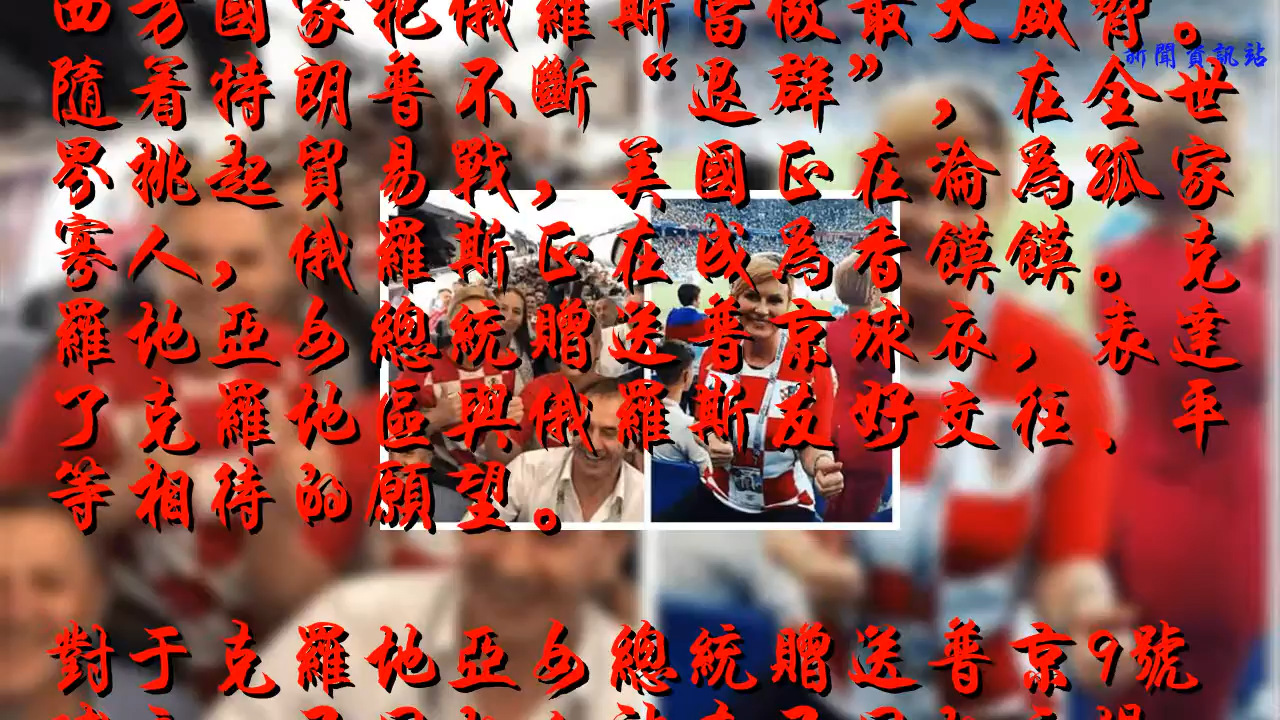 西方國家把俄羅斯當做最大威脅。
新聞資訊站
隨着特朗普不斷“退群”，在全世
界挑起貿易戰，美國正在淪為孤家
寡人，俄羅斯正在成為香饃饃。克
羅地亞女總統贈送普京球衣，表達
了克羅地區與俄羅斯友好交往、平
等相待的願望。
對于克羅地亞女總統贈送普京9號